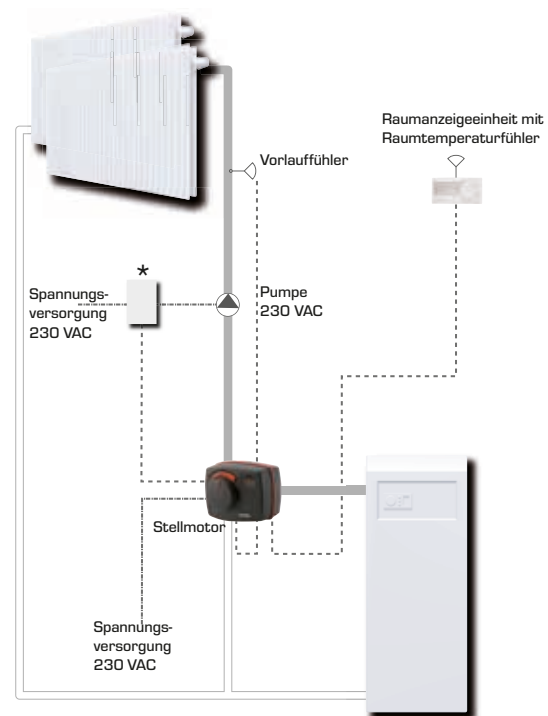 Raumanzeigeeinheit mit
Raumtemperaturfühler
Vorlauffühler
*
Spannungs-
versorgung
230 VAC
Pumpe
230 VAC
Stellmotor
Spannungs-
versorgung
230 VAC